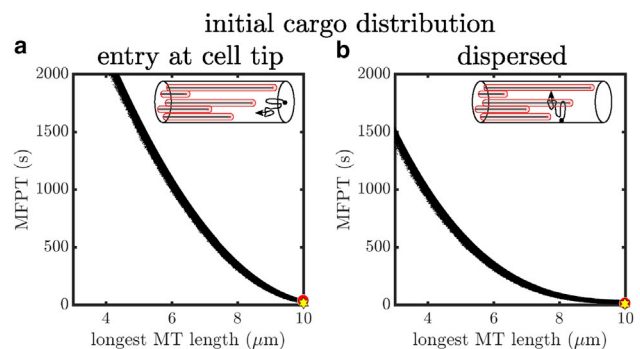 initial cargo distribution
a
entry at cell tip
b
dispersed
MFPT (s)
2000
1500
1000
500
0
4
6
8
10
longest MT length (μm)
MFPT (s)
2000
1500
1000
500
0
4
6
8
10
longest MT length (μm)